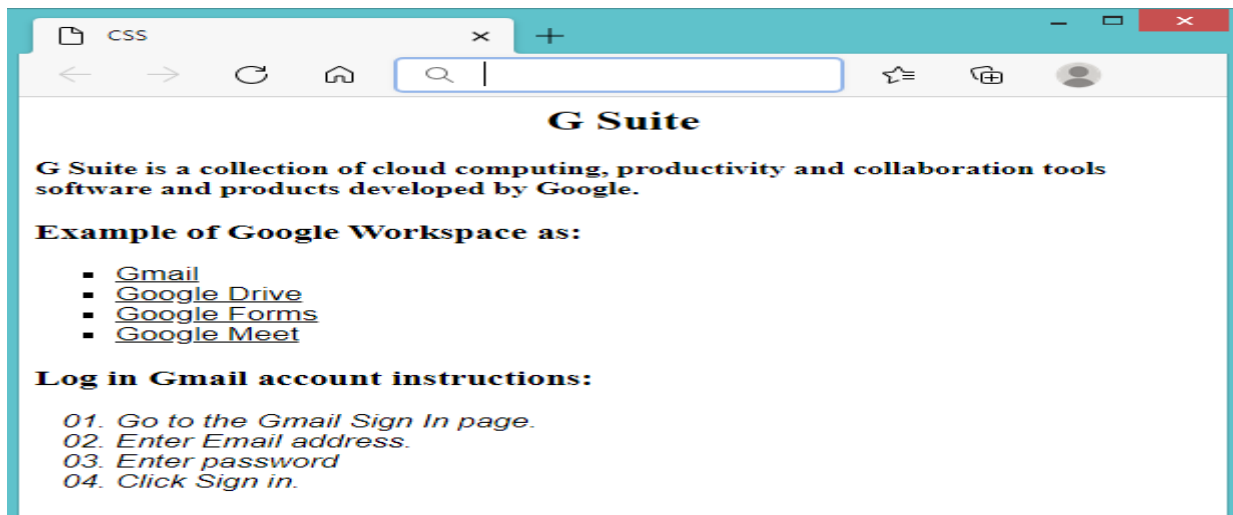 CSS
G Suite
G Suite is a collection of cloud computing, productivity and collaboration tools
software and products developed by Google.
Example of Google Workspace as:
▪ Gmail
▪ Google Drive
▪ Google Forms
▪ Google Meet
Log in Gmail account instructions:
01. Go to the Gmail Sign In page.
02. Enter Email address.
03. Enter password
04. Click Sign in.